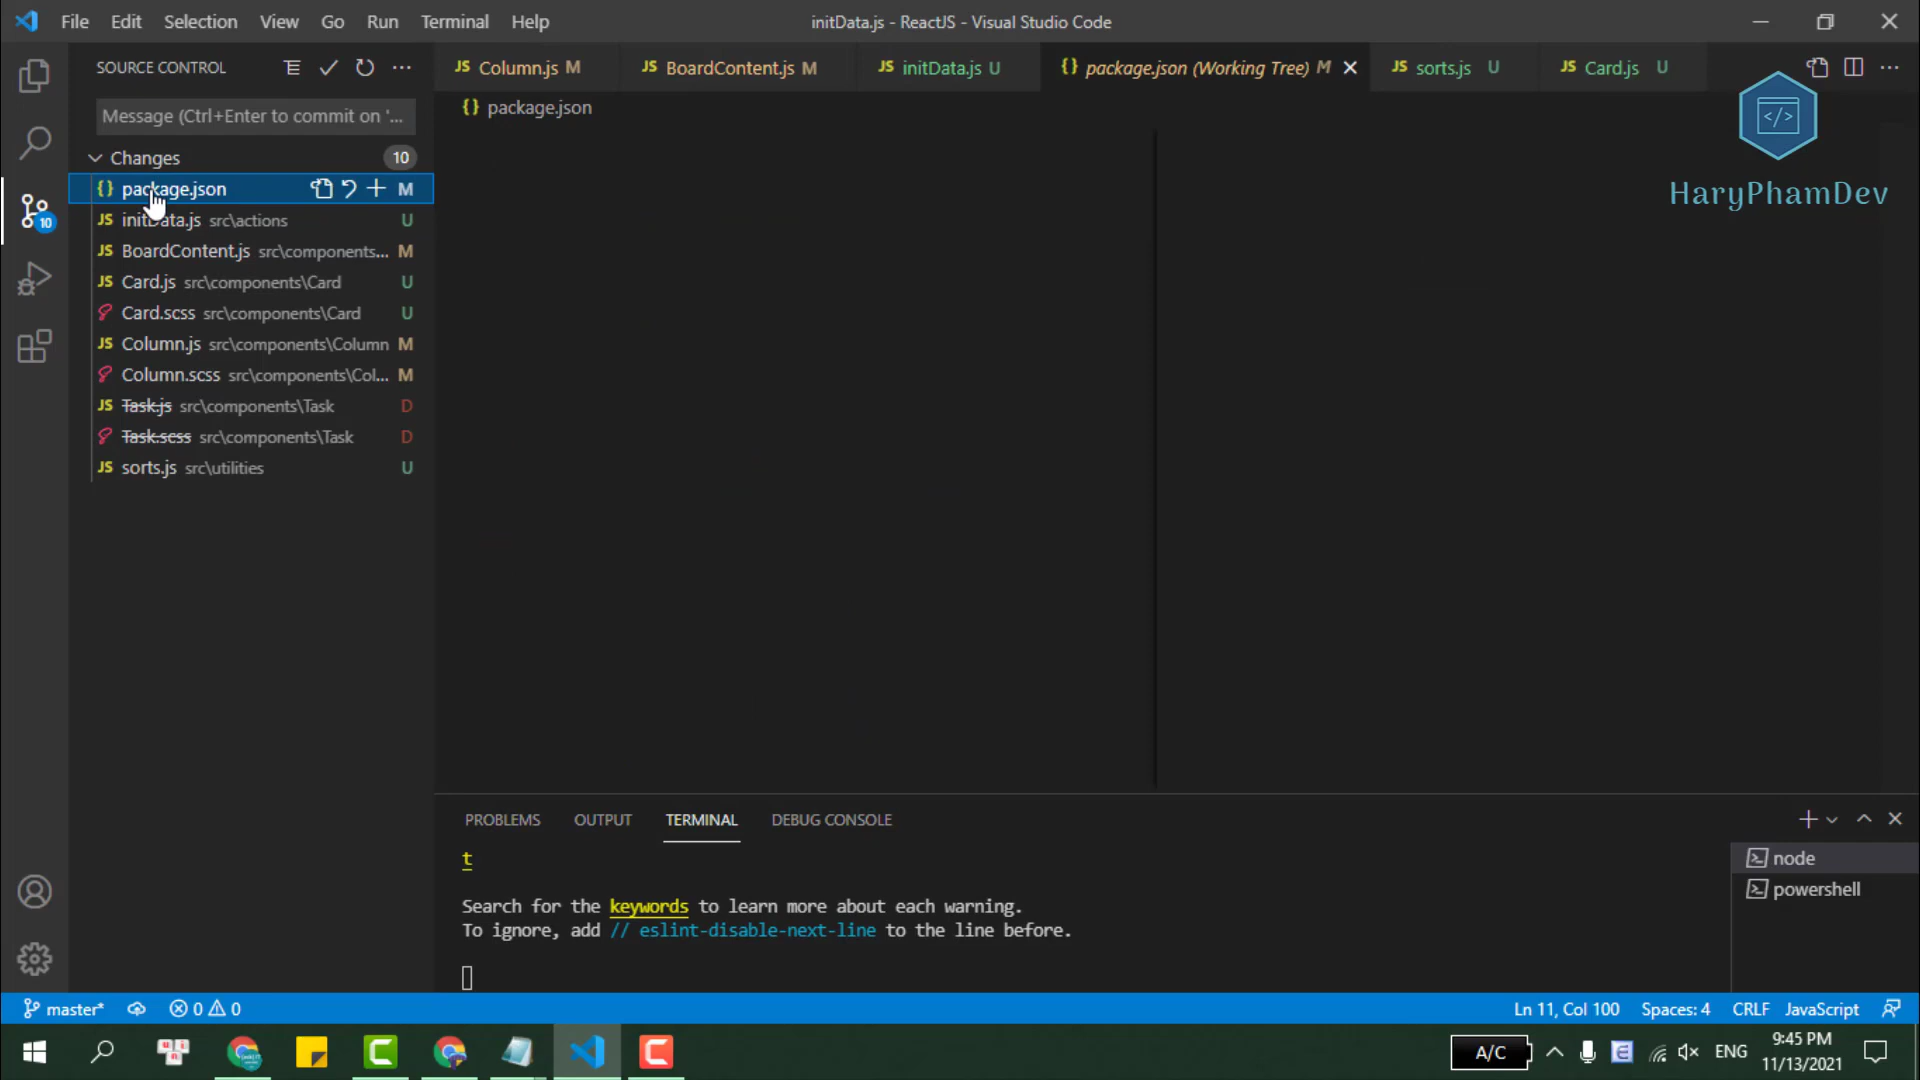 File Edit Selection View Go Run Terminal Help
initData.js - ReactJS - Visual Studio Code
SOURCE CONTROL
JS Column.js M
JS BoardContent.js M
JS initData.js U
{} package.json (Working Tree) M
JS sorts.js U
JS Card.js U
Message (Ctrl+Enter to commit on '...
{} package.json
</>
HaryPhamDev
Changes 10
{} package.json M
JS initData.js src\actions U
JS BoardContent.js src\components... M
JS Card.js src\components\Card U
Card.scss src\components\Card U
JS Column.js src\components\Column M
Column.scss src\components\Col... M
JS Task.js src\components\Task D
Task.scss src\components\Task D
JS sorts.js src\utilities U
10
PROBLEMS OUTPUT TERMINAL DEBUG CONSOLE
t
Search for the keywords to learn more about each warning.
To ignore, add // eslint-disable-next-line to the line before.
node
powershell
master* 0 0
Ln 11, Col 100 Spaces: 4 CRLF JavaScript
A/C
ENG
9:45 PM
11/13/2021